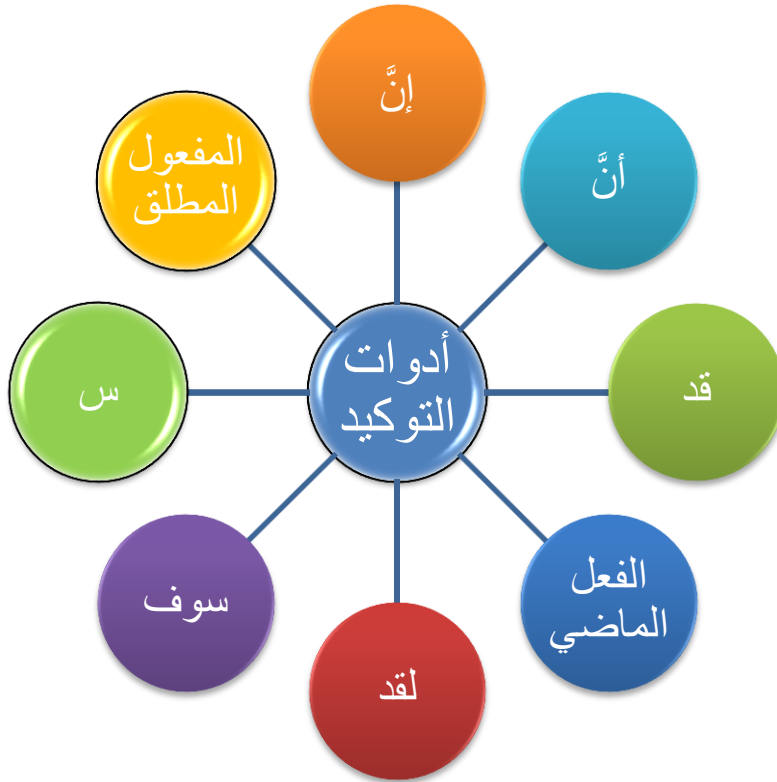 أدوات
التوكيد
إنَّ
أنَّ
قد
الفعل
الماضي
لقد
سوف
س
المفعول
المطلق